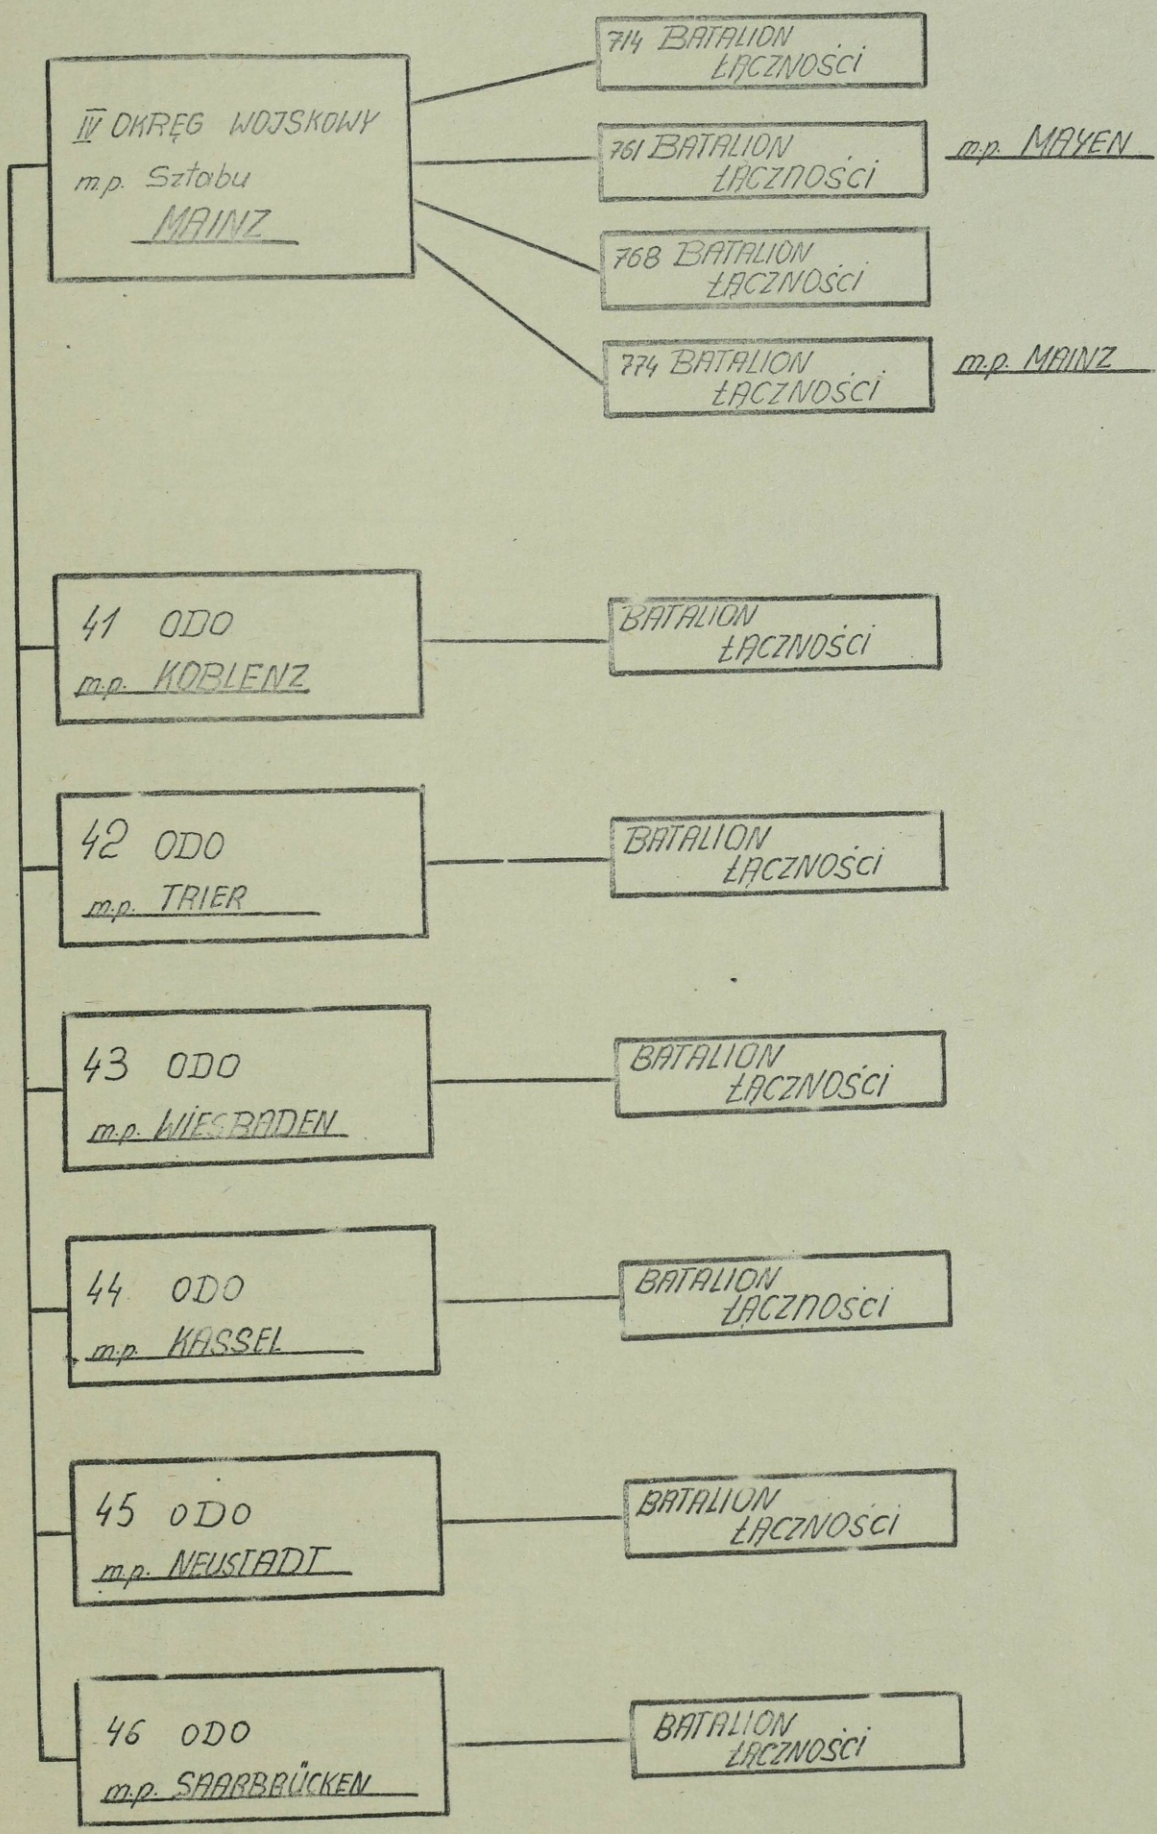 IV OKRĘG WOJSKOWY
m.p. Sztabu
MAINZ
714 BATALION
ŁĄCZNOŚCI
761 BATALION
ŁĄCZNOŚCI
m.p. MAYEN
768 BATALION
ŁĄCZNOŚCI
774 BATALION
ŁĄCZNOŚCI
m.p. MAINZ
41 ODO
m.p. KOBLENZ
BATALION
ŁĄCZNOŚCI
42 ODO
m.p. TRIER
BATALION
ŁĄCZNOŚCI
43 ODO
m.p. WIESBADEN
BATALION
ŁĄCZNOŚCI
44 ODO
m.p. KASSEL
BATALION
ŁĄCZNOŚCI
45 ODO
m.p. NEUSTADT
BATALION
ŁĄCZNOŚCI
46 ODO
m.p. SAARBRÜCKEN
BATALION
ŁĄCZNOŚCI